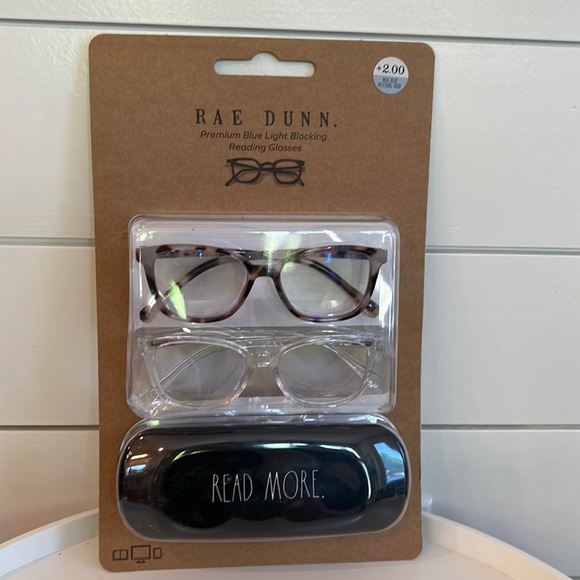 +2.00
RAE DUNN.
Premium Blue Light Blocking
Reading Glasses
READ MORE.